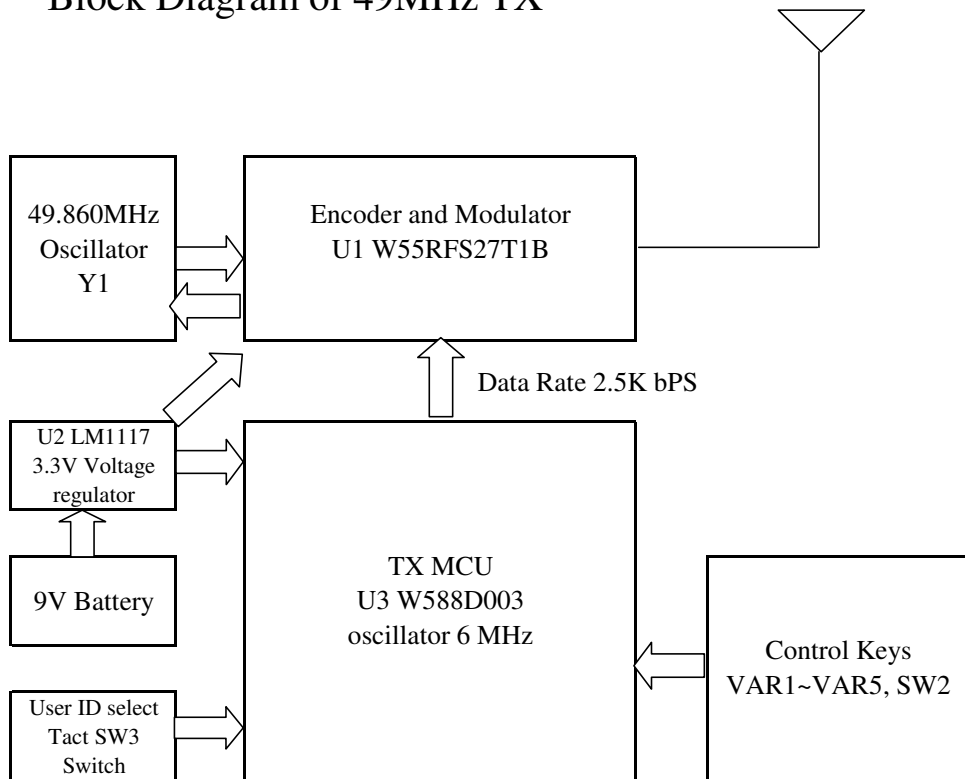 Block Diagram of 49MHz TX
49.860MHz
Oscillator
Y1
Encoder and Modulator
U1 W55RFS27T1B
Data Rate 2.5K bPS
U2 LM1117
3.3V Voltage
regulator
9V Battery
TX MCU
U3 W588D003
oscillator 6 MHz
Control Keys
VAR1~VAR5, SW2
User ID select
Tact SW3
Switch